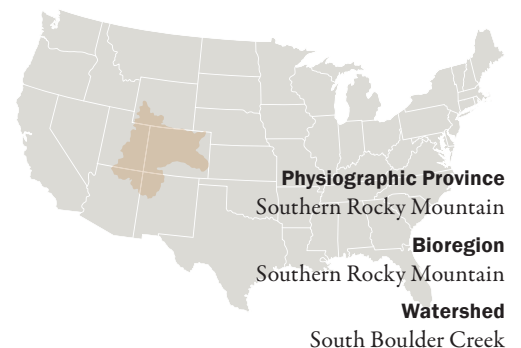 Physiographic Province
Southern Rocky Mountain
Bioregion
Southern Rocky Mountain
Watershed
South Boulder Creek